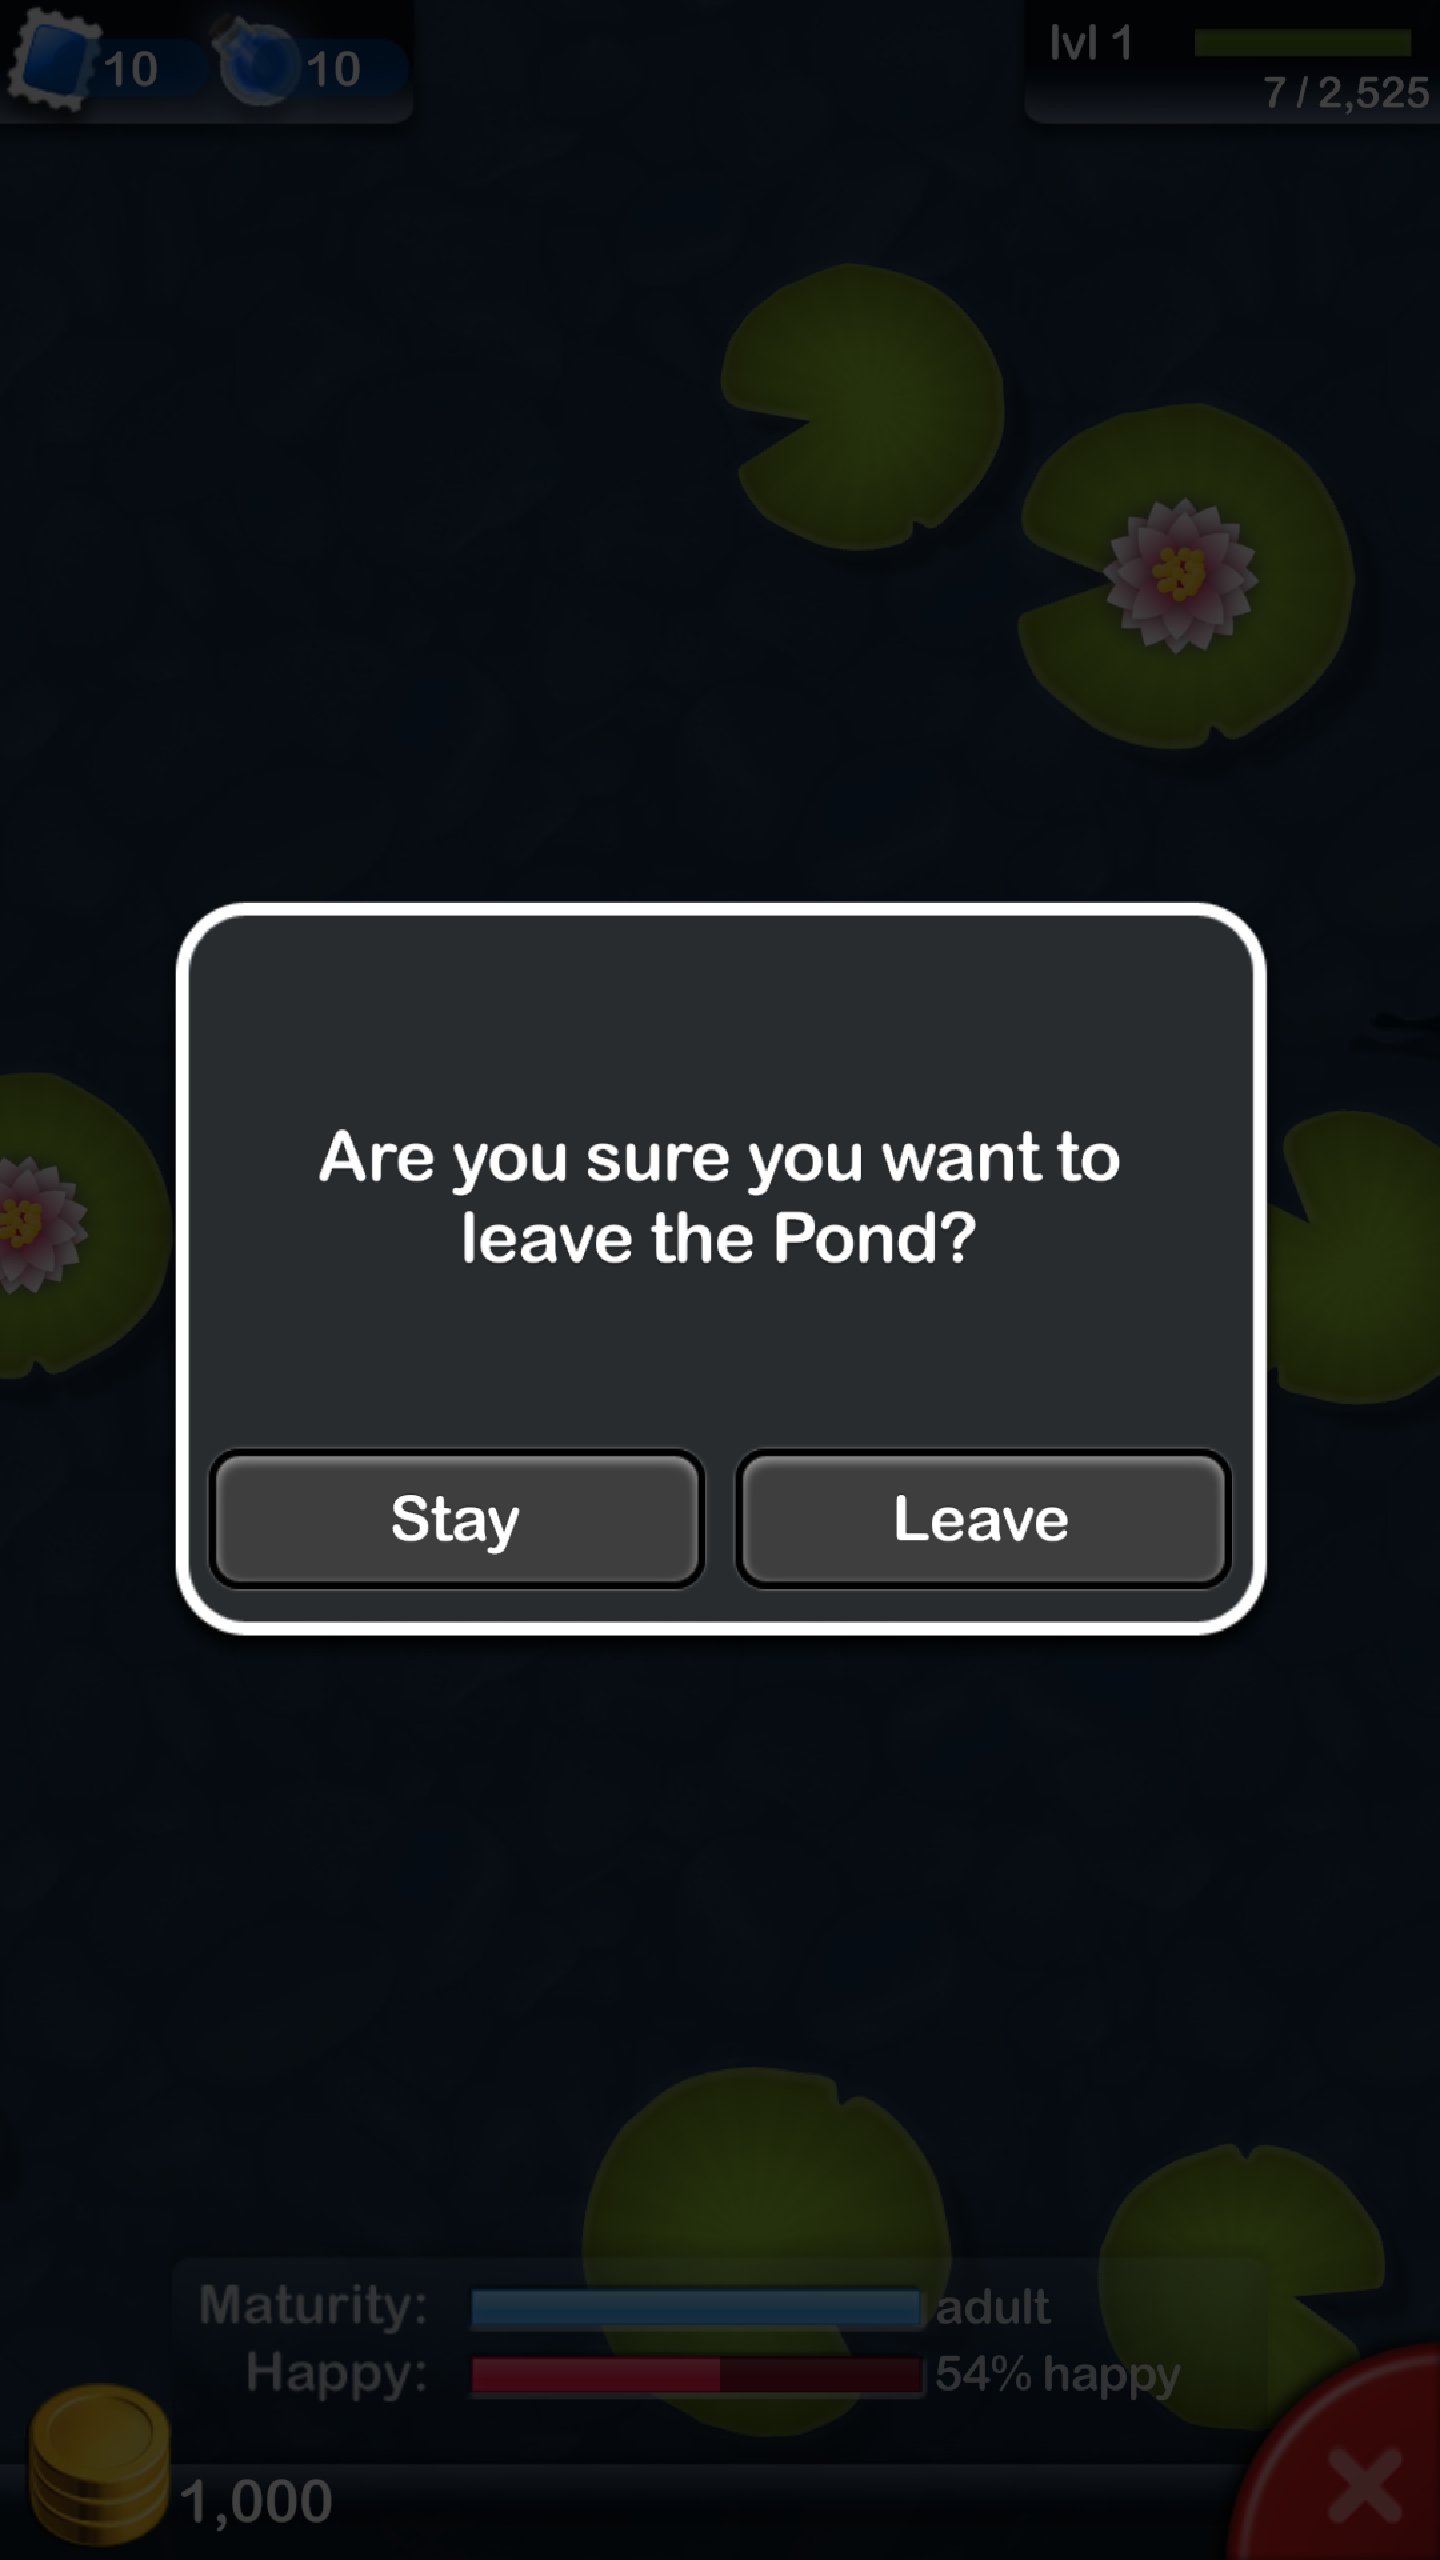 10
10
lvl 1
7 / 2,525
Are you sure you want to
leave the Pond?
Stay
Leave
Maturity:
adult
Happy:
54% happy
1,000